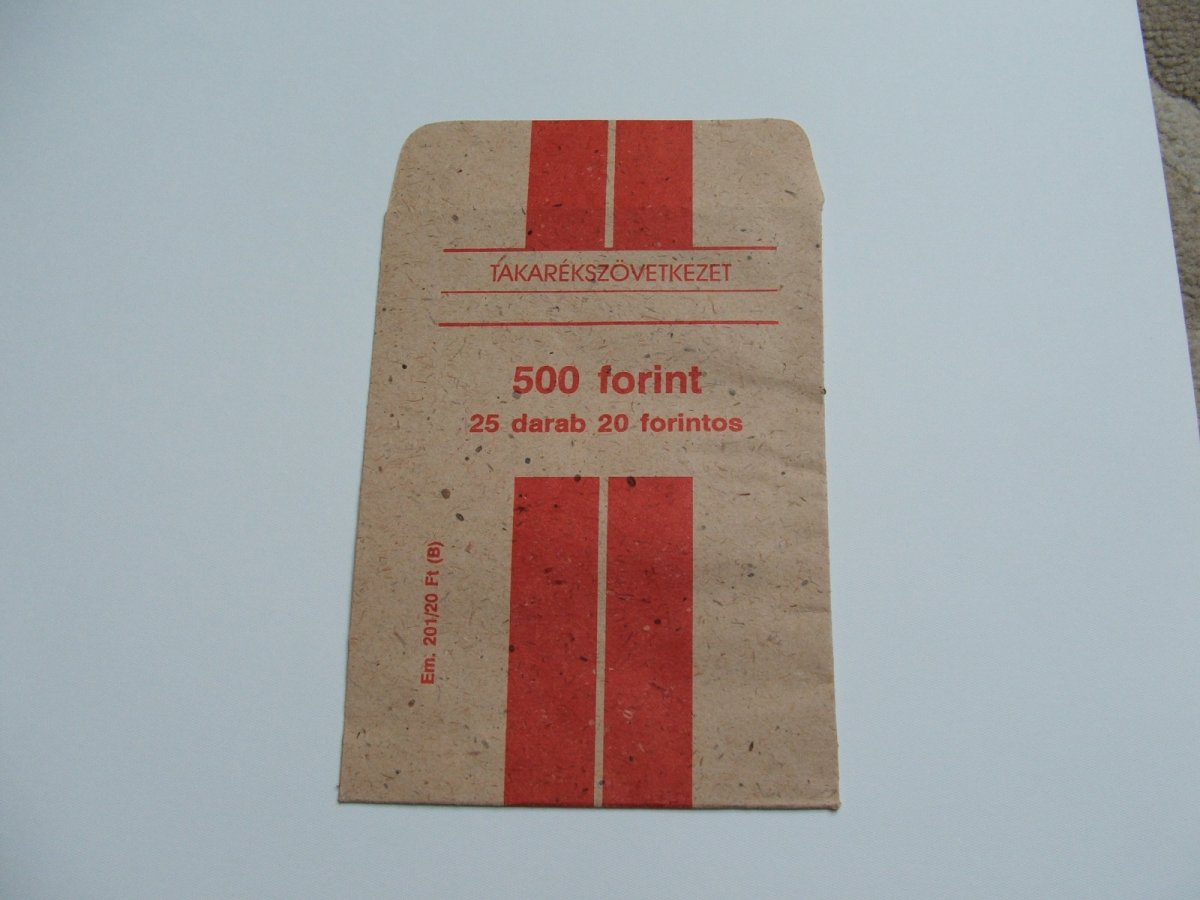 TAKARÉKSZÖVETKEZET
500 forint
25 darab 20 forintos
Em. 201/20 Ft (B)